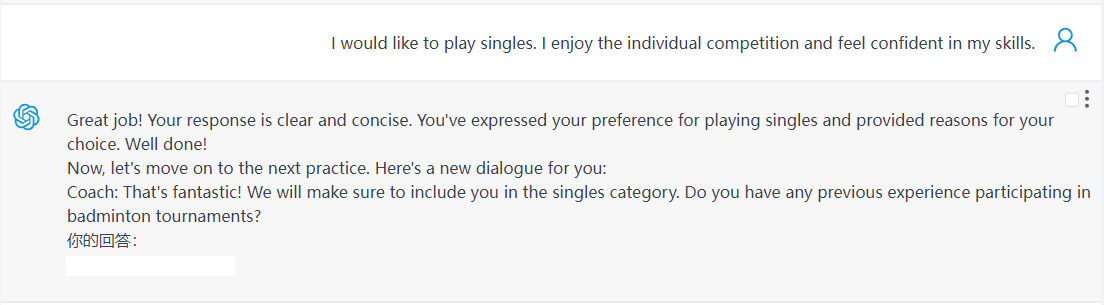 I would like to play singles. I enjoy the individual competition and feel confident in my skills.
Great job! Your response is clear and concise. You've expressed your preference for playing singles and provided reasons for your
choice. Well done!
Now, let's move on to the next practice. Here's a new dialogue for you:
Coach: That's fantastic! We will make sure to include you in the singles category. Do you have any previous experience participating in
badminton tournaments?
你的回答：